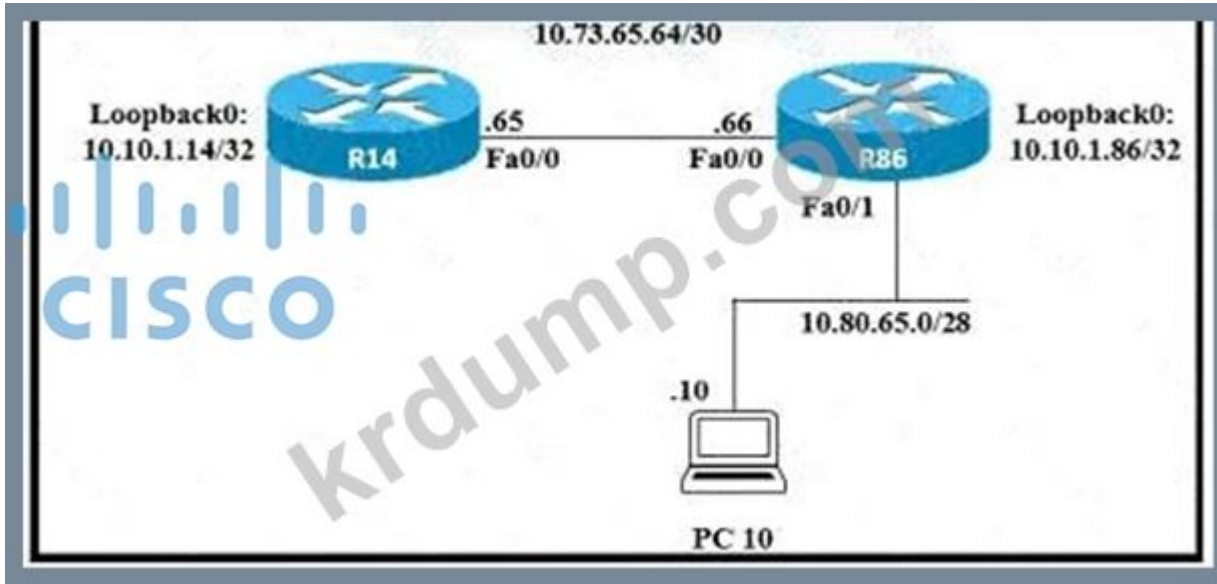 10.73.65.64/30
Loopback0:
10.10.1.14/32
R14
.65
Fa0/0
.66
Fa0/0
R86
Loopback0:
10.10.1.86/32
Fa0/1
CISCO
10.80.65.0/28
.10
PC 10
krdump.com